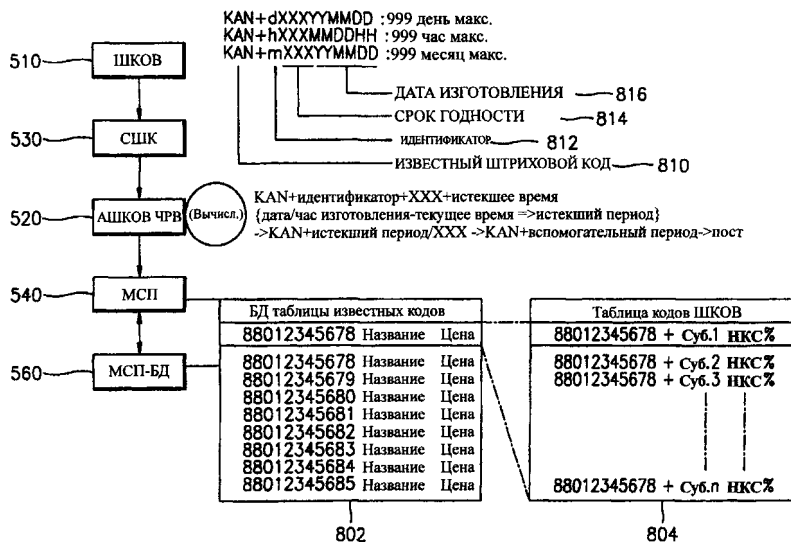 KAN+dXXXYYMMDD :999 день макс.
KAN+hXXXMMDDHH :999 час макс.
KAN+mXXXYYMMDD :999 месяц макс.
510 ШКОВ
ДАТА ИЗГОТОВЛЕНИЯ 816
СРОК ГОДНОСТИ 814
530 СШК
ИДЕНТИФИКАТОР 812
ИЗВЕСТНЫЙ ШТРИХОВОЙ КОД 810
520 АШКОВ ЧРВ (Вычисл.)
KAN+идентификатор+XXX+истекшее время
{дата/час изготовления-текущее время =>истекший период}
->KAN+истекший период/XXX ->KAN+вспомогательный период->пост
540 МСП
560 МСП-БД
БД таблицы известных кодов
88012345678 Название Цена
88012345678 Название Цена
88012345679 Название Цена
88012345680 Название Цена
88012345681 Название Цена
88012345682 Название Цена
88012345683 Название Цена
88012345684 Название Цена
88012345685 Название Цена
802
Таблица кодов ШКОВ
88012345678 + Суб.1 НКС%
88012345678 + Суб.2 НКС%
88012345678 + Суб.3 НКС%
88012345678 + Суб.n НКС%
804